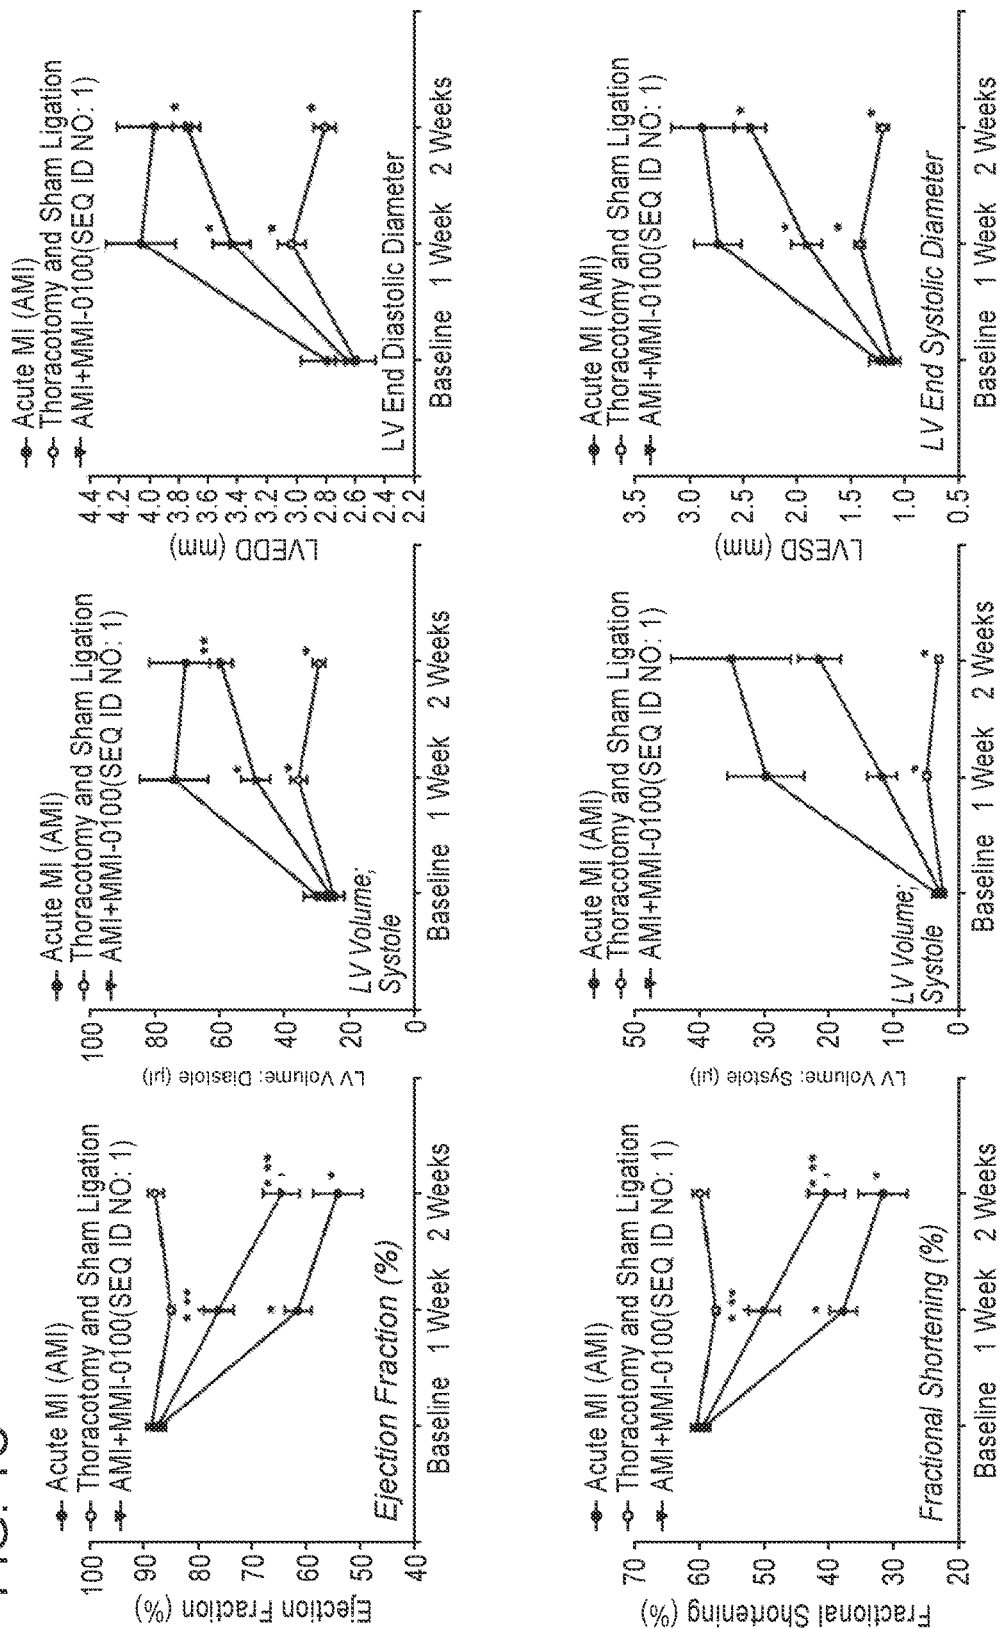 Acute MI (AMI)
Thoracotomy and Sham Ligation
AMI+MMI-0100(SEQ ID NO: 1)
Ejection Fraction (%)
100
90
80
70
60
50
40
Ejection Fraction (%)
Baseline 1 Week 2 Weeks
**
*
**,
*
Acute MI (AMI)
Thoracotomy and Sham Ligation
AMI+MMI-0100(SEQ ID NO: 1)
LV Volume: Diastole (µl)
100
80
60
40
20
0
LV Volume;
Systole
Baseline 1 Week 2 Weeks
*
*
**
*
Acute MI (AMI)
Thoracotomy and Sham Ligation
AMI+MMI-0100(SEQ ID NO: 1)
LVEDD (mm)
4.4
4.2
4.0
3.8
3.6
3.4
3.2
3.0
2.8
2.6
2.4
2.2
LV End Diastolic Diameter
Baseline 1 Week 2 Weeks
*
*
*
*
Acute MI (AMI)
Thoracotomy and Sham Ligation
AMI+MMI-0100(SEQ ID NO: 1)
Fractional Shortening (%)
70
60
50
40
30
20
Fractional Shortening (%)
Baseline 1 Week 2 Weeks
**
*
**,
*
Acute MI (AMI)
Thoracotomy and Sham Ligation
AMI+MMI-0100(SEQ ID NO: 1)
LV Volume: Systole (µl)
50
40
30
20
10
0
LV Volume;
Systole
Baseline 1 Week 2 Weeks
*
*
Acute MI (AMI)
Thoracotomy and Sham Ligation
AMI+MMI-0100(SEQ ID NO: 1)
LVESD (mm)
3.5
3.0
2.5
2.0
1.5
1.0
0.5
LV End Systolic Diameter
Baseline 1 Week 2 Weeks
*
*
*
*